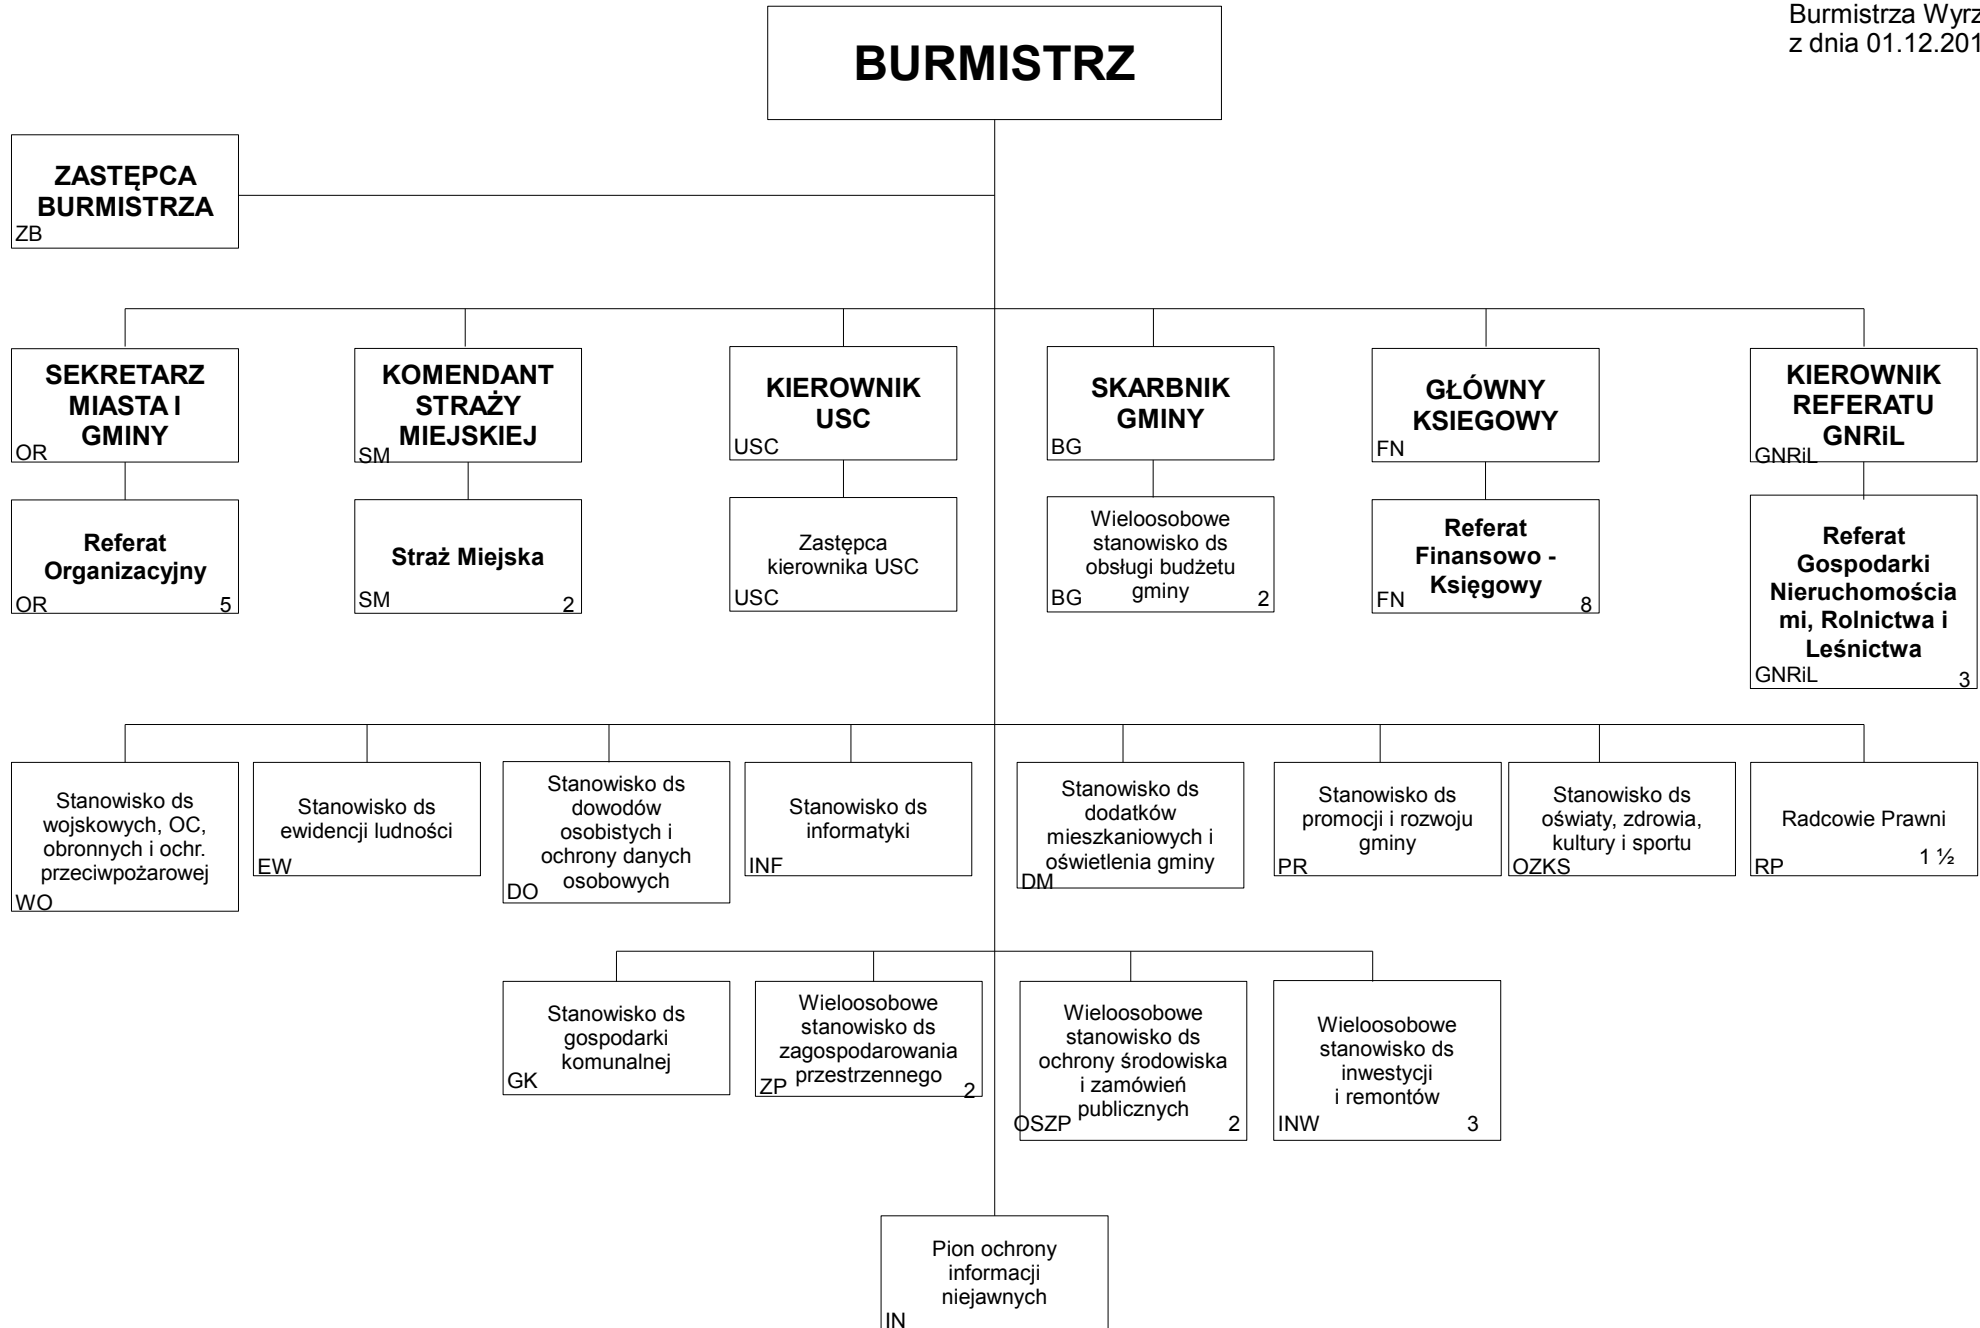 Burmistrza Wyrz
z dnia 01.12.201
BURMISTRZ
ZASTĘPCA
BURMISTRZA
ZB
SEKRETARZ
MIASTA I
GMINY
OR
KOMENDANT
STRAŻY
MIEJSKIEJ
SM
KIEROWNIK
USC
USC
SKARBNIK
GMINY
BG
GŁÓWNY
KSIEGOWY
FN
KIEROWNIK
REFERATU
GNRiL
GNRiL
Referat
Organizacyjny
OR 5
Straż Miejska
SM 2
Zastępca
kierownika USC
USC
Wieloosobowe
stanowisko ds
obsługi budżetu
gminy
BG 2
Referat
Finansowo -
Księgowy
FN 8
Referat
Gospodarki
Nieruchomościa
mi, Rolnictwa i
Leśnictwa
GNRiL 3
Stanowisko ds
wojskowych, OC,
obronnych i ochr.
przeciwpożarowej
WO
Stanowisko ds
ewidencji ludności
EW
Stanowisko ds
dowodów
osobistych i
ochrony danych
osobowych
DO
Stanowisko ds
informatyki
INF
Stanowisko ds
dodatków
mieszkaniowych i
oświetlenia gminy
DM
Stanowisko ds
promocji i rozwoju
gminy
PR
Stanowisko ds
oświaty, zdrowia,
kultury i sportu
OZKS
Radcowie Prawni
1 ½
RP
Stanowisko ds
gospodarki
komunalnej
GK
Wieloosobowe
stanowisko ds
zagospodarowania
przestrzennego
ZP 2
Wieloosobowe
stanowisko ds
ochrony środowiska
i zamówień
publicznych
OSZP 2
Wieloosobowe
stanowisko ds
inwestycji
i remontów
INW 3
Pion ochrony
informacji
niejawnych
IN